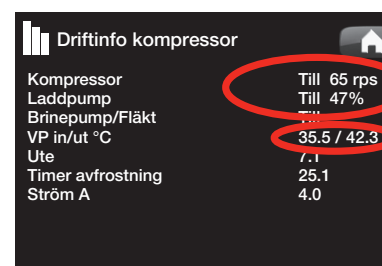 Driftinfo kompressor
Kompressor Till 65 rps
Laddpump Till 47%
Brinepump/Fläkt Till
VP in/ut °C 35.5 / 42.3
Ute 7.1
Timer avfrostning 25.1
Ström A 4.0